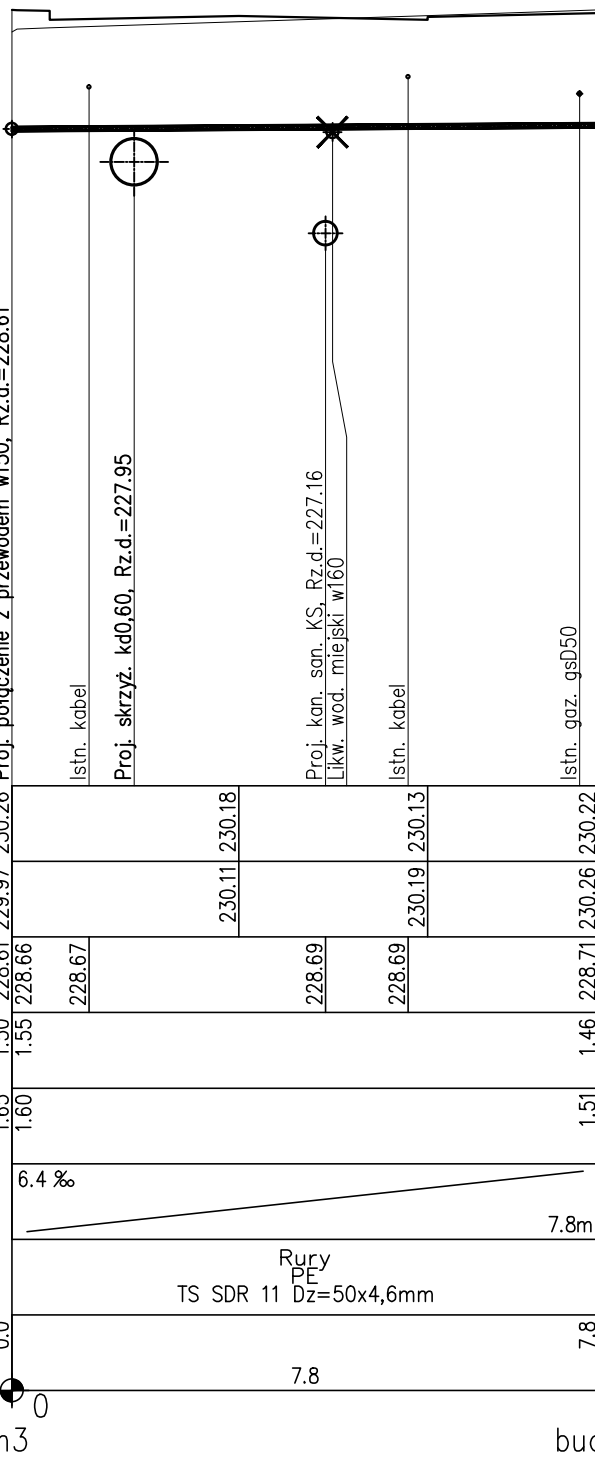 Proj. połączenie z przewodem w150, Rz.d.=228.61
Istn. kabel
Proj. skrzyż. kd0,60, Rz.d.=227.95
Proj. kan. san. KS, Rz.d.=227.16
Likw. wod. miejski w160
Istn. kabel
Istn. gaz. gsD50
230.26
230.18
230.13
230.22
229.97
230.11
230.19
230.26
228.61
228.66
228.67
228.69
228.69
228.71
1.50
1.55
1.46
1.65
1.60
1.51
6.4 ‰
7.8m
Rury
PE
TS SDR 11 Dz=50x4,6mm
0.0
7.8
7.8
0